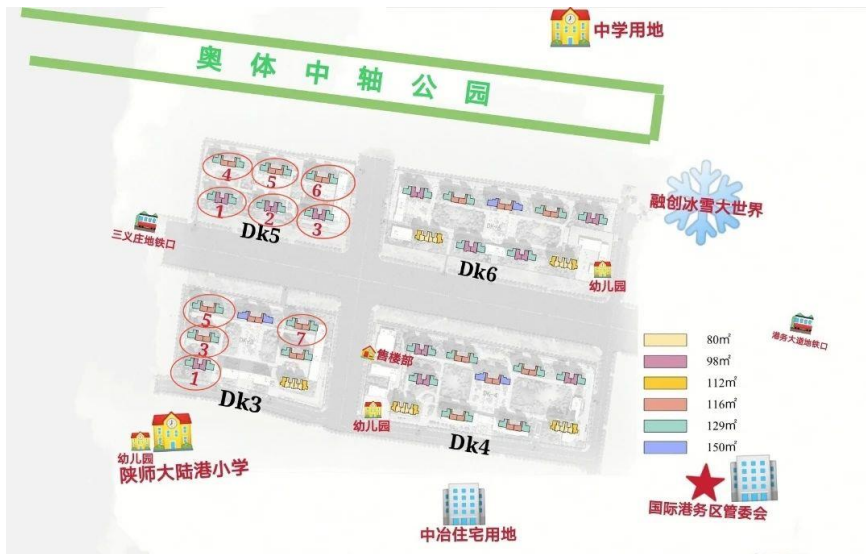 中学用地
奥体中轴公园
融创冰雪大世界
4
5
6
1
2
3
Dk5
三义庄地铁口
Dk6
幼儿园
港务大道地铁口
5
7
3
1
Dk3
售楼部
幼儿园
Dk4
80㎡
98㎡
112㎡
116㎡
129㎡
150㎡
幼儿园
陕师大陆港小学
中冶住宅用地
国际港务区管委会